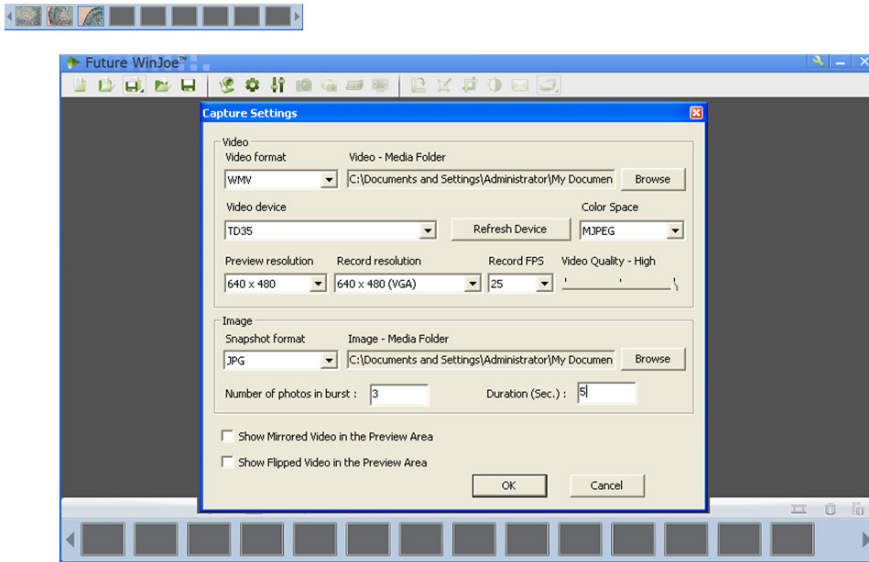 Future WinJoe™
Capture Settings
Video
Video format Video - Media Folder
WMV C:\Documents and Settings\Administrator\My Documen Browse
Video device Color Space
TD35 Refresh Device MJPEG
Preview resolution Record resolution Record FPS Video Quality - High
640 x 480 640 x 480 (VGA) 25
Image
Snapshot format Image - Media Folder
JPG C:\Documents and Settings\Administrator\My Documen Browse
Number of photos in burst : 3 Duration (Sec.) : 5
Show Mirrored Video in the Preview Area
Show Flipped Video in the Preview Area
OK Cancel